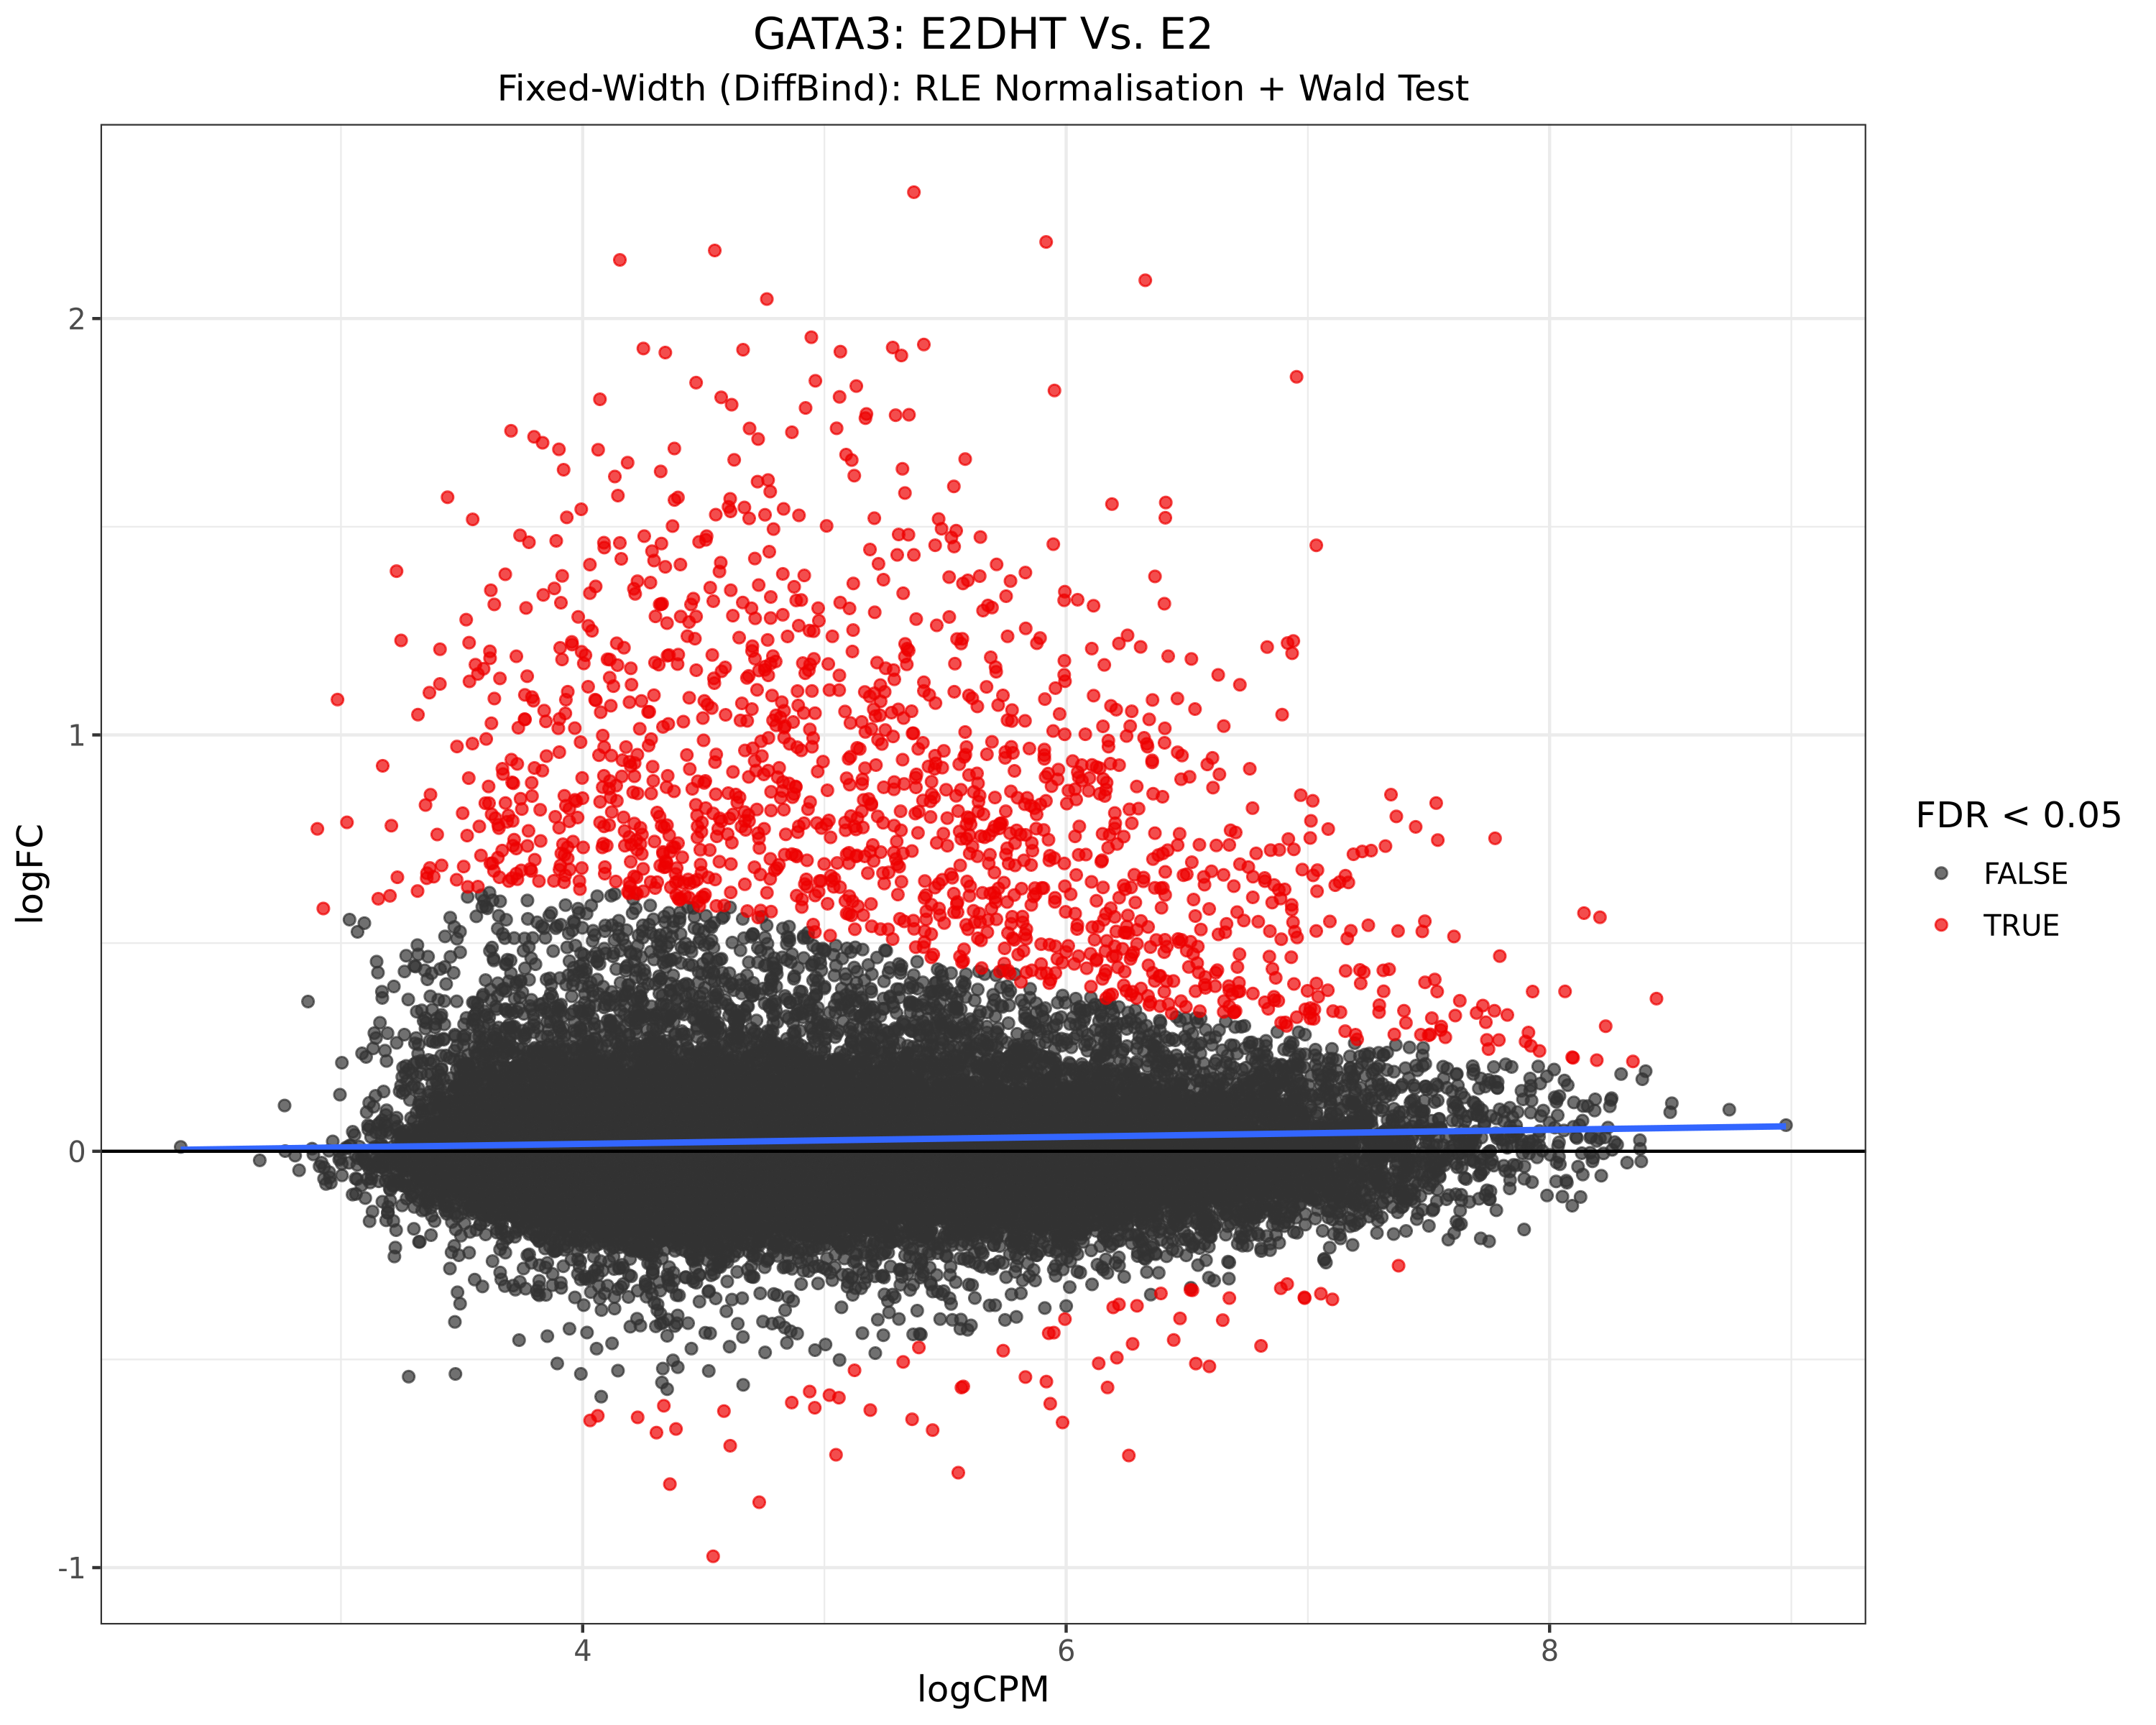 GATA3: E2DHT Vs. E2
Fixed-Width (DiffBind): RLE Normalisation + Wald Test
logFC
2
1
0
-1
4
6
8
logCPM
FDR < 0.05
FALSE
TRUE